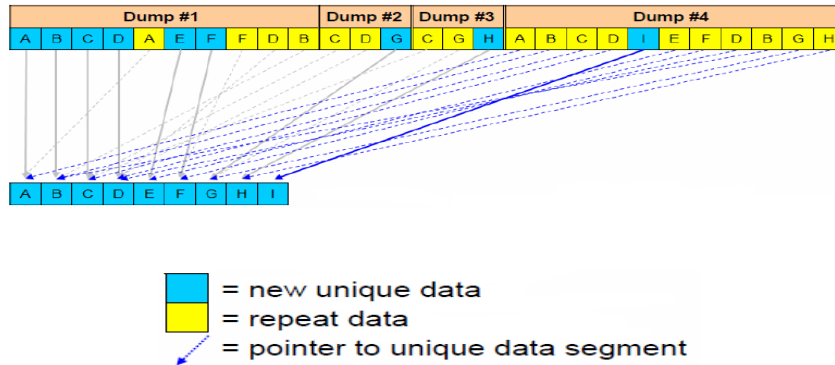 Dump #1 Dump #2 Dump #3 Dump #4
A B C D A E F F D B C D G C G H A B C D I E F D B G H
A B C D E F G H I
= new unique data
= repeat data
= pointer to unique data segment